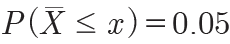 P(X̅ ≤ x) = 0.05